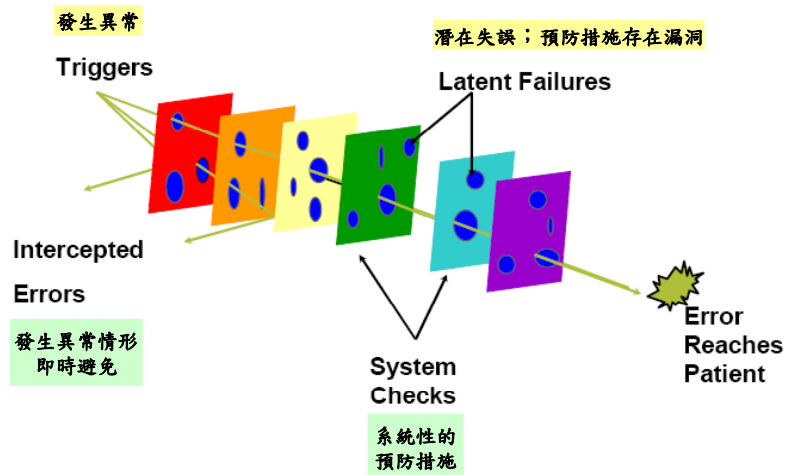 發生異常
Triggers
潛在失誤；預防措施存在漏洞
Latent Failures
Intercepted
Errors
發生異常情形
即時避免
System
Checks
系統性的
預防措施
Error
Reaches
Patient